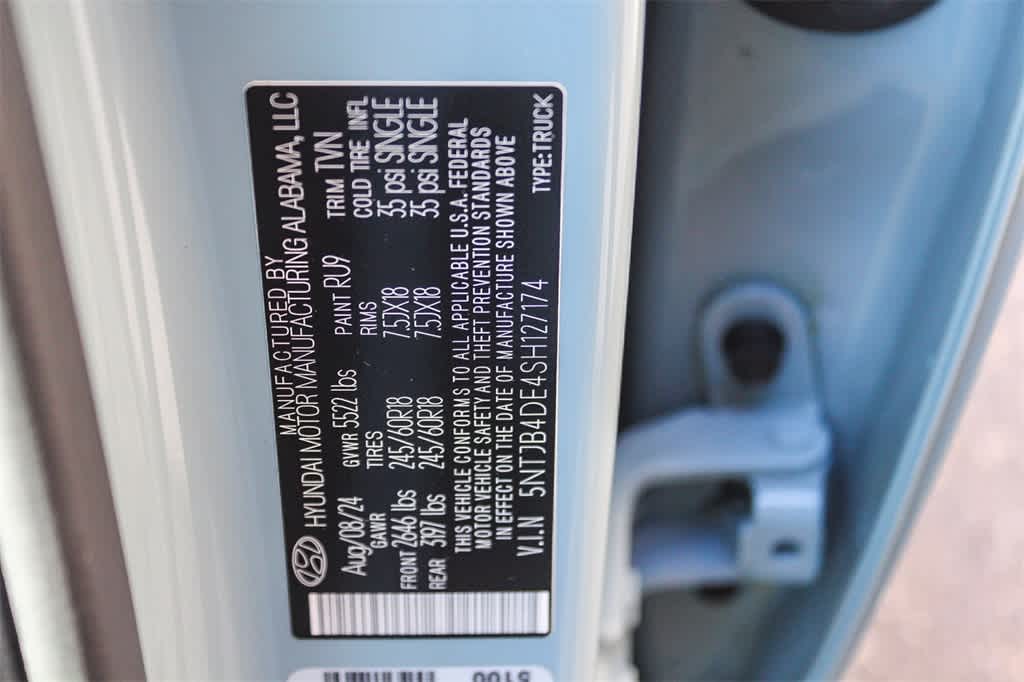 MANUFACTURED BY
HYUNDAI MOTOR MANUFACTURING ALABAMA, LLC
Aug/08/24 GVWR 5522 lbs PAINT RU9 TRIM TVN
GAWR TIRES RIMS COLD TIRE INFL
FRONT 2646 lbs 245/60R18 7.5JX18 35 psi SINGLE
REAR 3197 lbs 245/60R18 7.5JX18 35 psi SINGLE
THIS VEHICLE CONFORMS TO ALL APPLICABLE U.S.A. FEDERAL
MOTOR VEHICLE SAFETY AND THEFT PREVENTION STANDARDS
IN EFFECT ON THE DATE OF MANUFACTURE SHOWN ABOVE
V.I.N 5NTJB4DE4SH127174 TYPE:TRUCK
5100